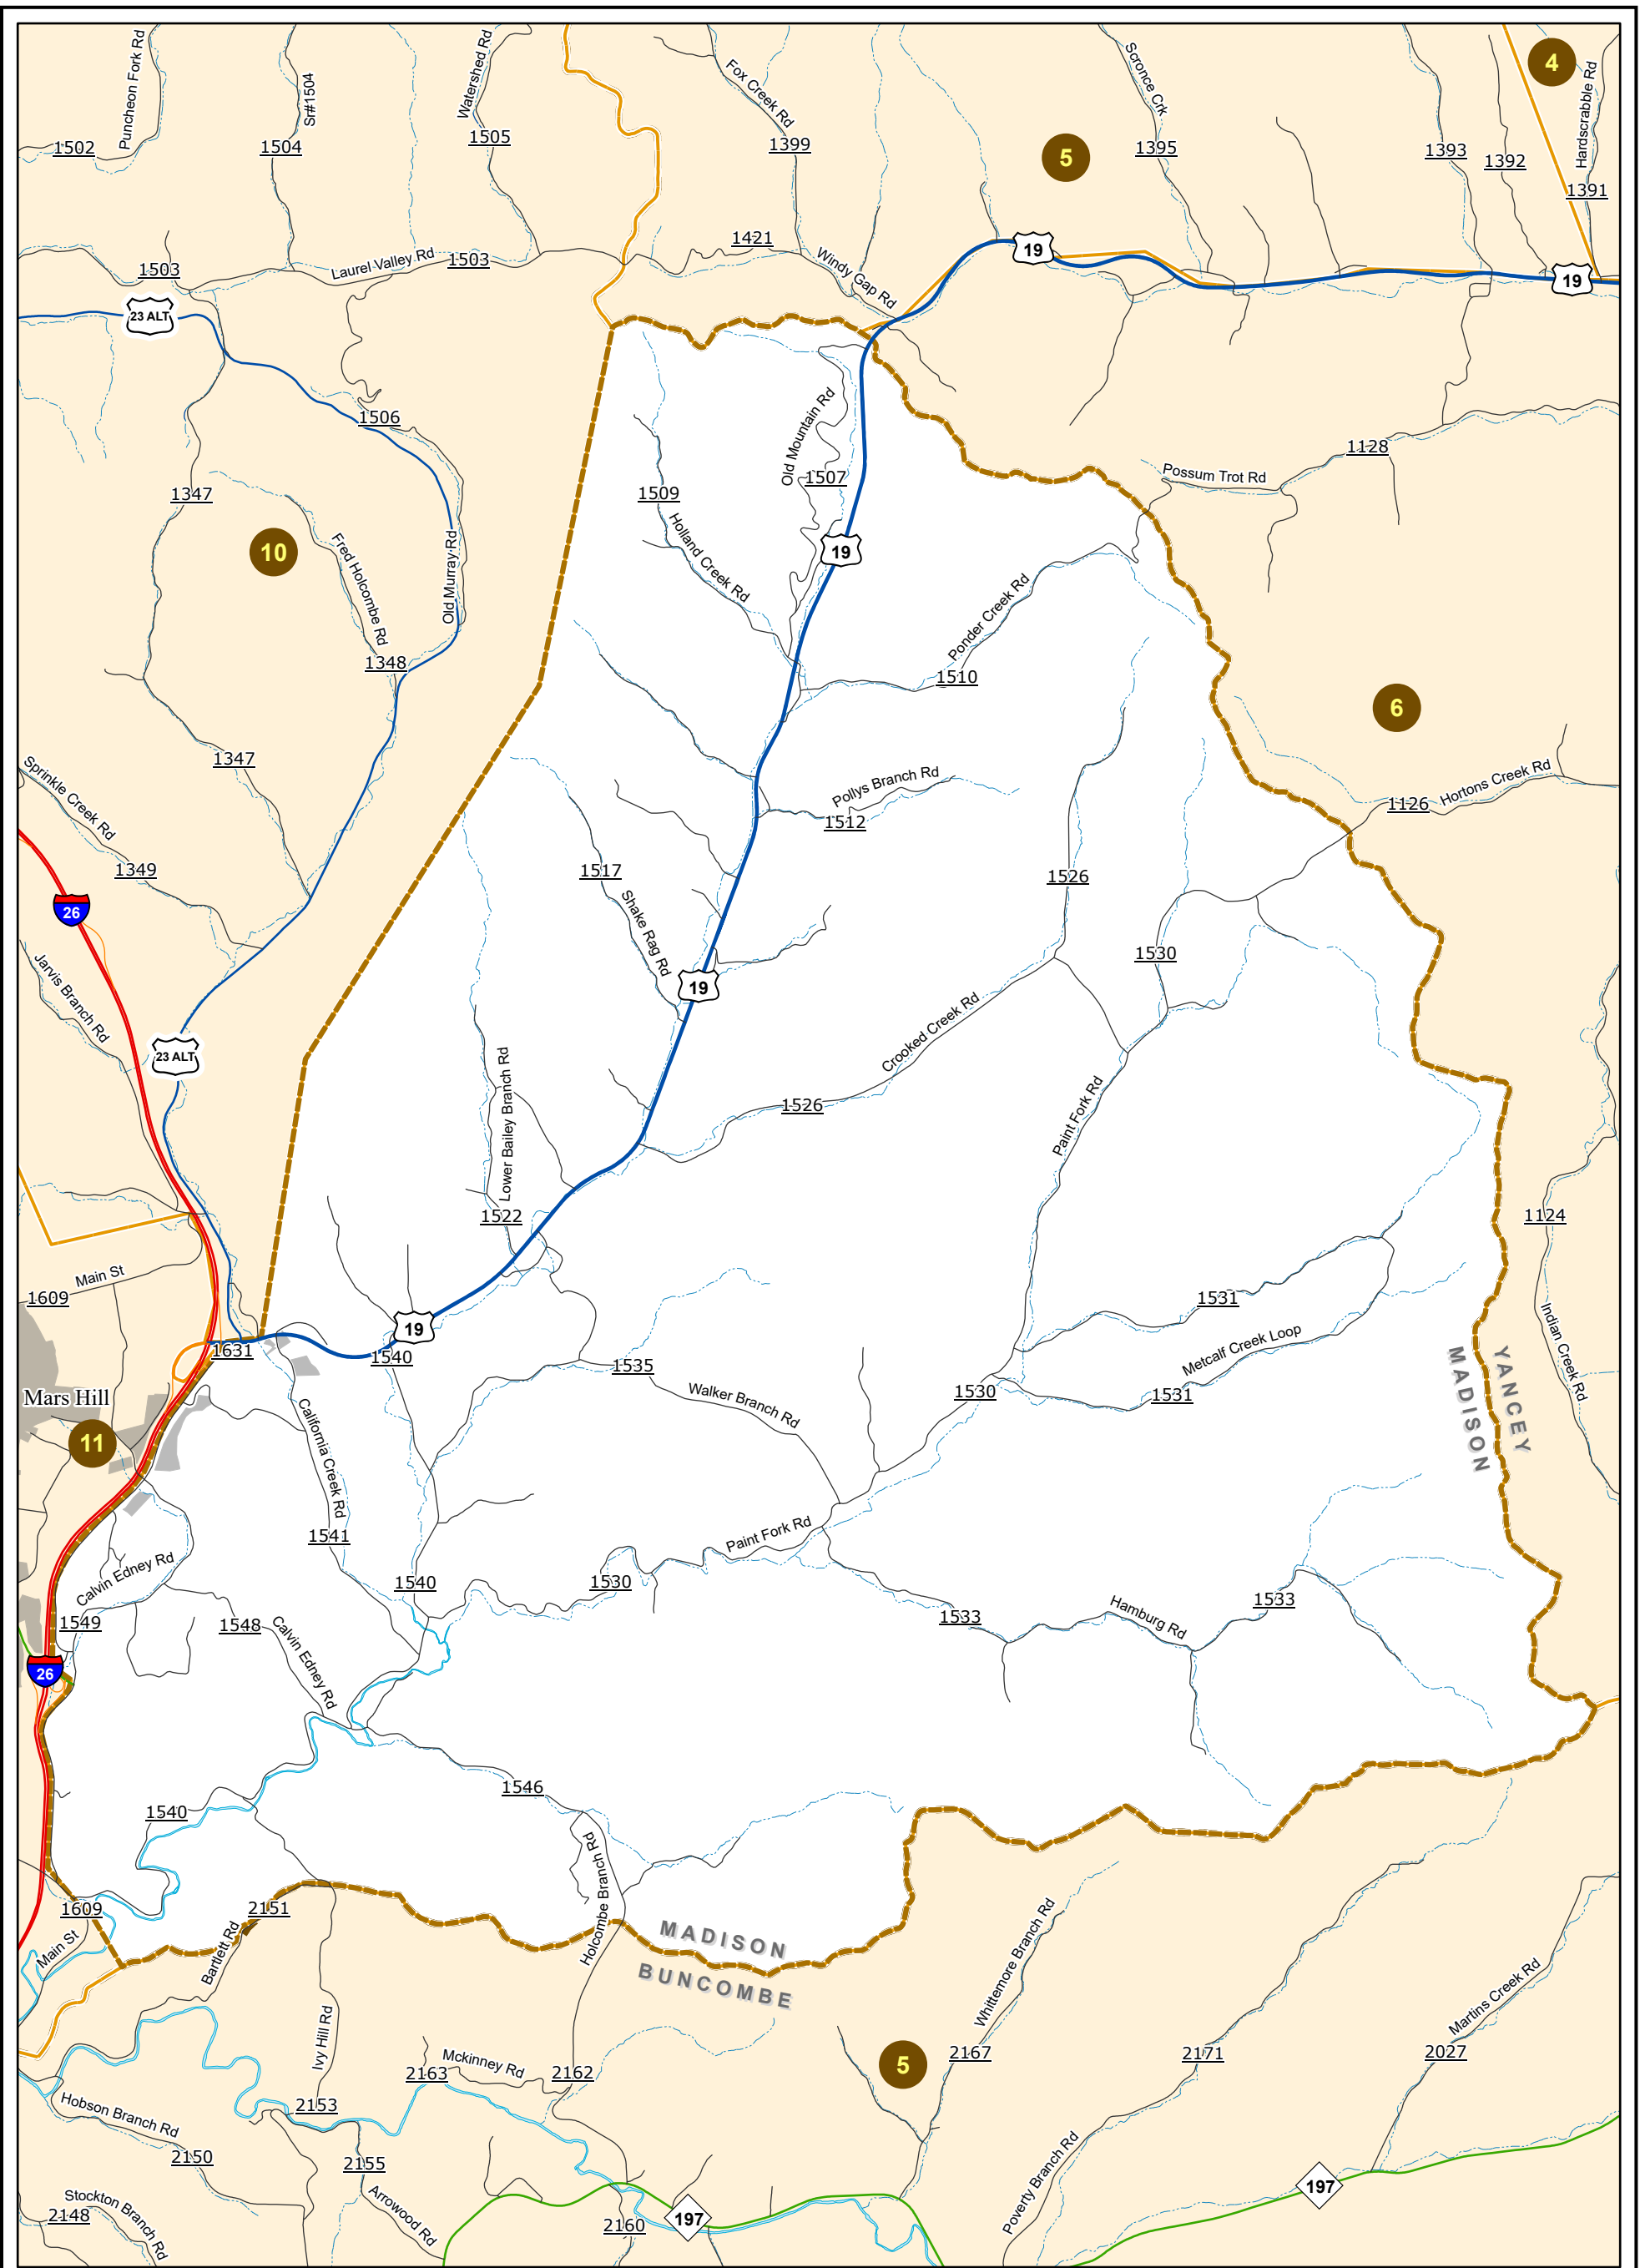 Puncheon Fork Rd
1502
Sr#1504
1504
Watershed Rd
1505
Fox Creek Rd
1399
5
Scronce Crk
1395
1393
1392
4
Hardscrabble Rd
1391
1503
Laurel Valley Rd
1503
1421
Windy Gap Rd
19
19
23 ALT
1506
Old Mountain Rd
1507
1128
Possum Trot Rd
1347
1509
Holland Creek Rd
19
10
Fred Holcombe Rd
Old Murray Rd
1348
Ponder Creek Rd
1510
6
1347
Sprinkle Creek Rd
1349
Pollys Branch Rd
1512
Hortons Creek Rd
1126
1517
Shake Rag Rd
1526
26
1530
Jarvis Branch Rd
19
Crooked Creek Rd
23 ALT
Lower Bailey Branch Rd
1526
Paint Fork Rd
1522
1124
Main St
1609
1531
Indian Creek Rd
19
1631
1540
1535
Metcalf Creek Loop
YANCEY
MADISON
Mars Hill
Walker Branch Rd
1530
1531
11
California Creek Rd
1541
Paint Fork Rd
Calvin Edney Rd
1540
1530
1533
1549
1548
Calvin Edney Rd
1533
Hamburg Rd
26
1546
1540
Holcombe Branch Rd
1609
2151
Main St
Bartlett Rd
MADISON
BUNCOMBE
Whittemore Branch Rd
Martins Creek Rd
Ivy Hill Rd
Mckinney Rd
2163
2162
5
2167
2171
2027
Hobson Branch Rd
2153
2150
2155
Poverty Branch Rd
197
Stockton Branch Rd
2148
Arrowood Rd
2160
197